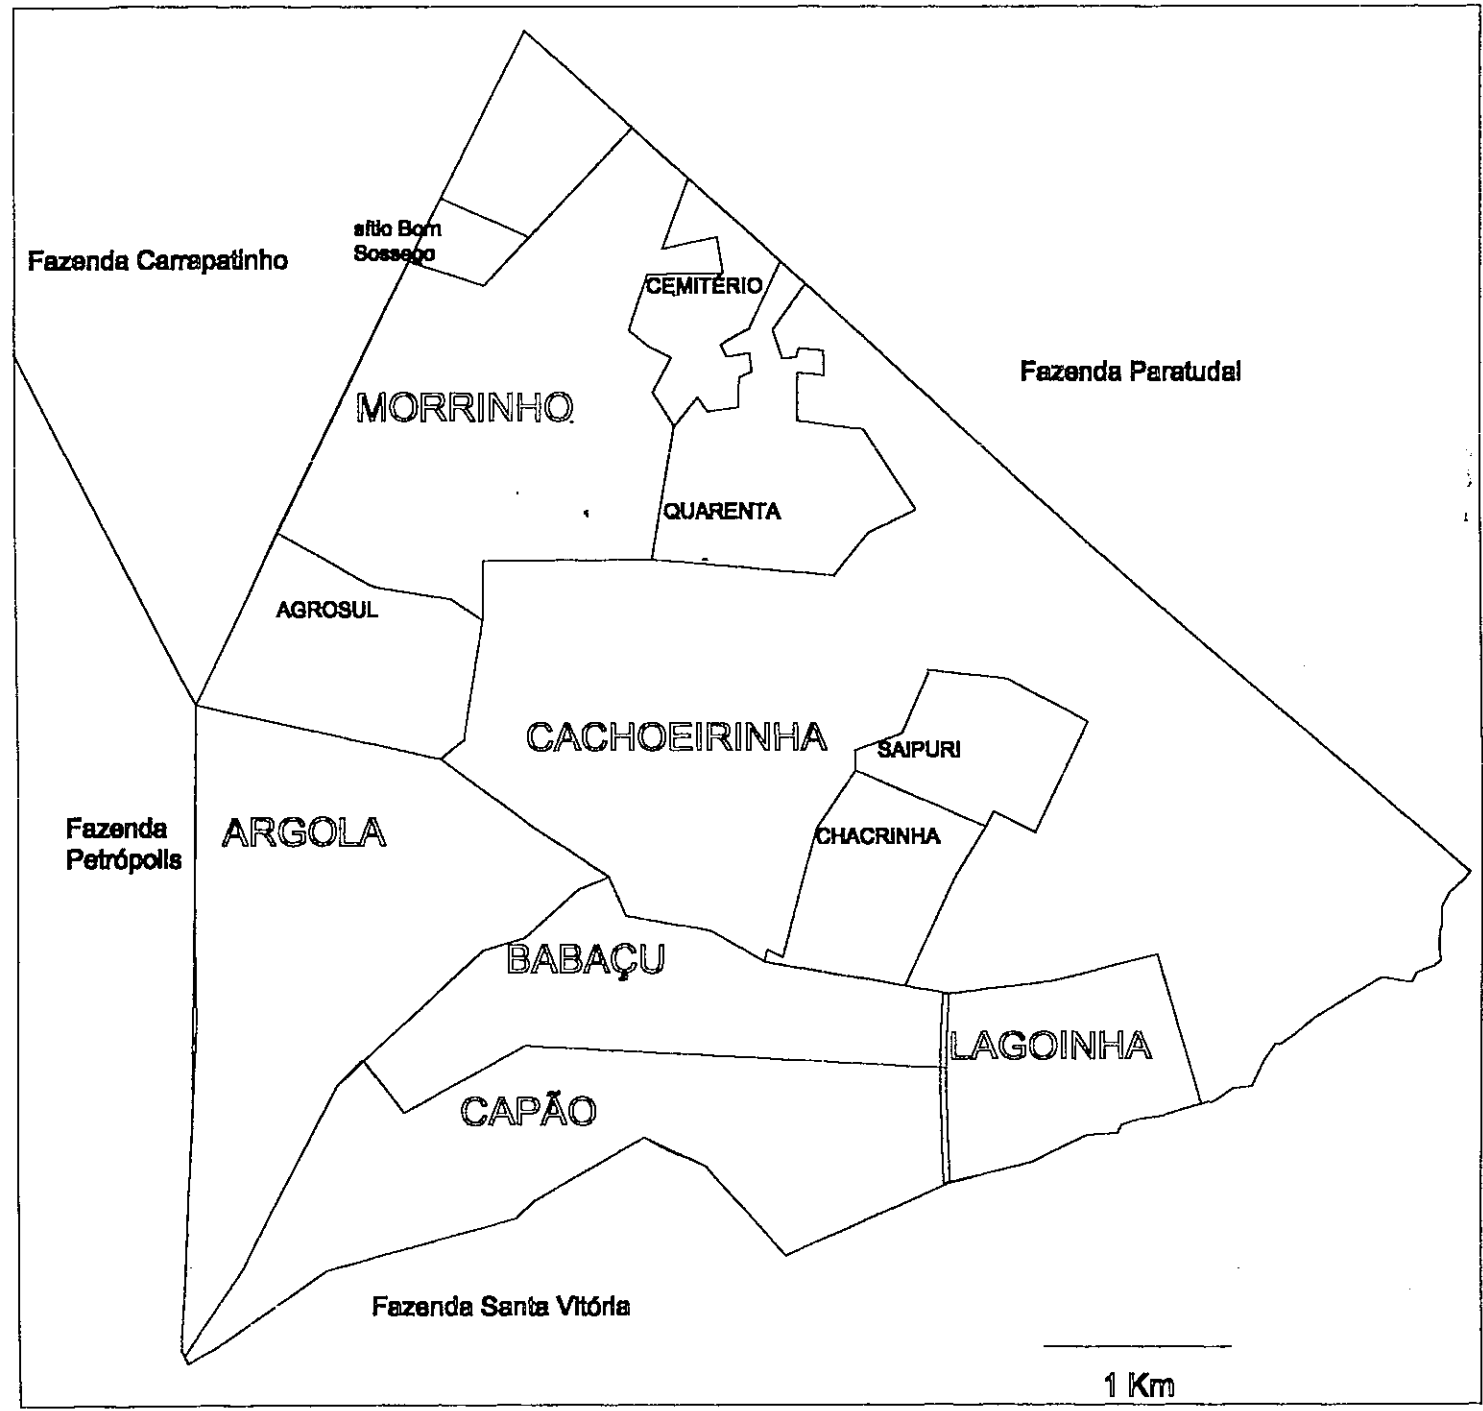 sítio Bom
Sossego
Fazenda Carrapatinho
CEMITÉRIO
Fazenda Paratudal
MORRINHO
QUARENTA
AGROSUL
CACHOEIRINHA
SAIPURI
Fazenda
Petrópolis
ARGOLA
CHACRINHA
BABAÇU
LAGOINHA
CAPÃO
Fazenda Santa Vitória
1 Km